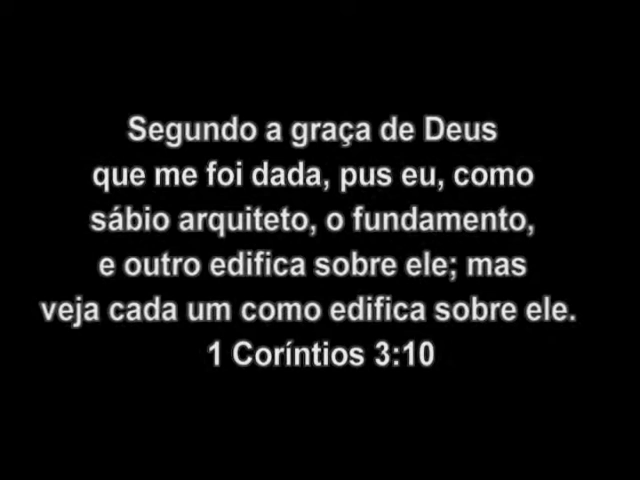 Segundo a graça de Deus
que me foi dada, pus eu, como
sábio arquiteto, o fundamento,
e outro edifica sobre ele; mas
veja cada um como edifica sobre ele.
1 Coríntios 3:10